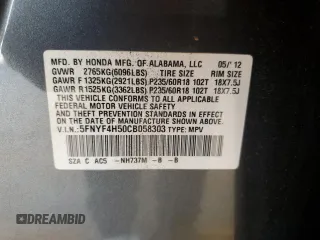 MFD. BY HONDA MFG. OF ALABAMA, LLC 05/12
GVWR 2765KG(6096LBS) TIRE SIZE RIM SIZE
GAWR F 1325KG(2921LBS) P235/60R18 102T 18X7.5J
GAWR R 1525KG(3362LBS) P235/60R18 102T 18X7.5J
THIS VEHICLE CONFORMS TO ALL APPLICABLE
FEDERAL MOTOR VEHICLE SAFETY
AND THEFT PREVENTION STANDARDS IN EFFECT
ON THE DATE OF MANUFACTURE SHOWN ABOVE.
V.I.N.:5FNYF4H50CB058303 TYPE: MPV
SZA C AC5 -NH737M -B -B
© DREAMBID
DREAMBID.COM